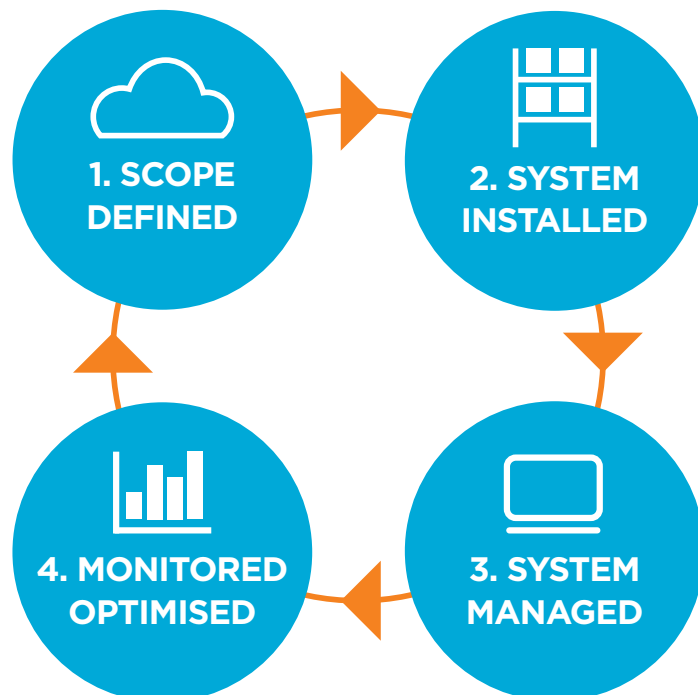 1. SCOPE
DEFINED
2. SYSTEM
INSTALLED
3. SYSTEM
MANAGED
4. MONITORED
OPTIMISED